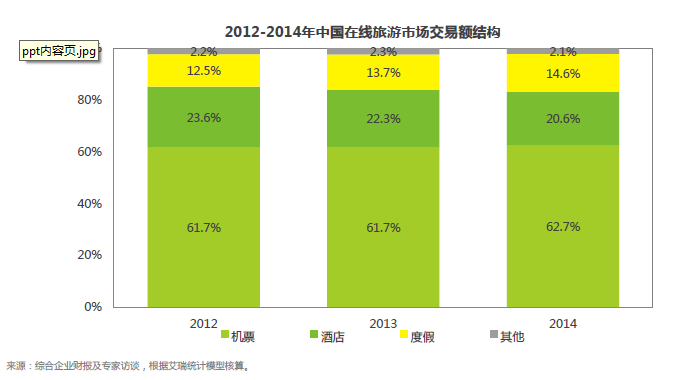 2012-2014年中国在线旅游市场交易额结构
ppt内容页.jpg
%
2.2% 2.3% 2.1%
12.5% 13.7% 14.6%
80%
23.6% 22.3% 20.6%
60%
40%
61.7% 61.7% 62.7%
20%
0%
2012 2013 2014
机票 酒店 度假 其他
来源：综合企业财报及专家访谈，根据艾瑞统计模型核算。